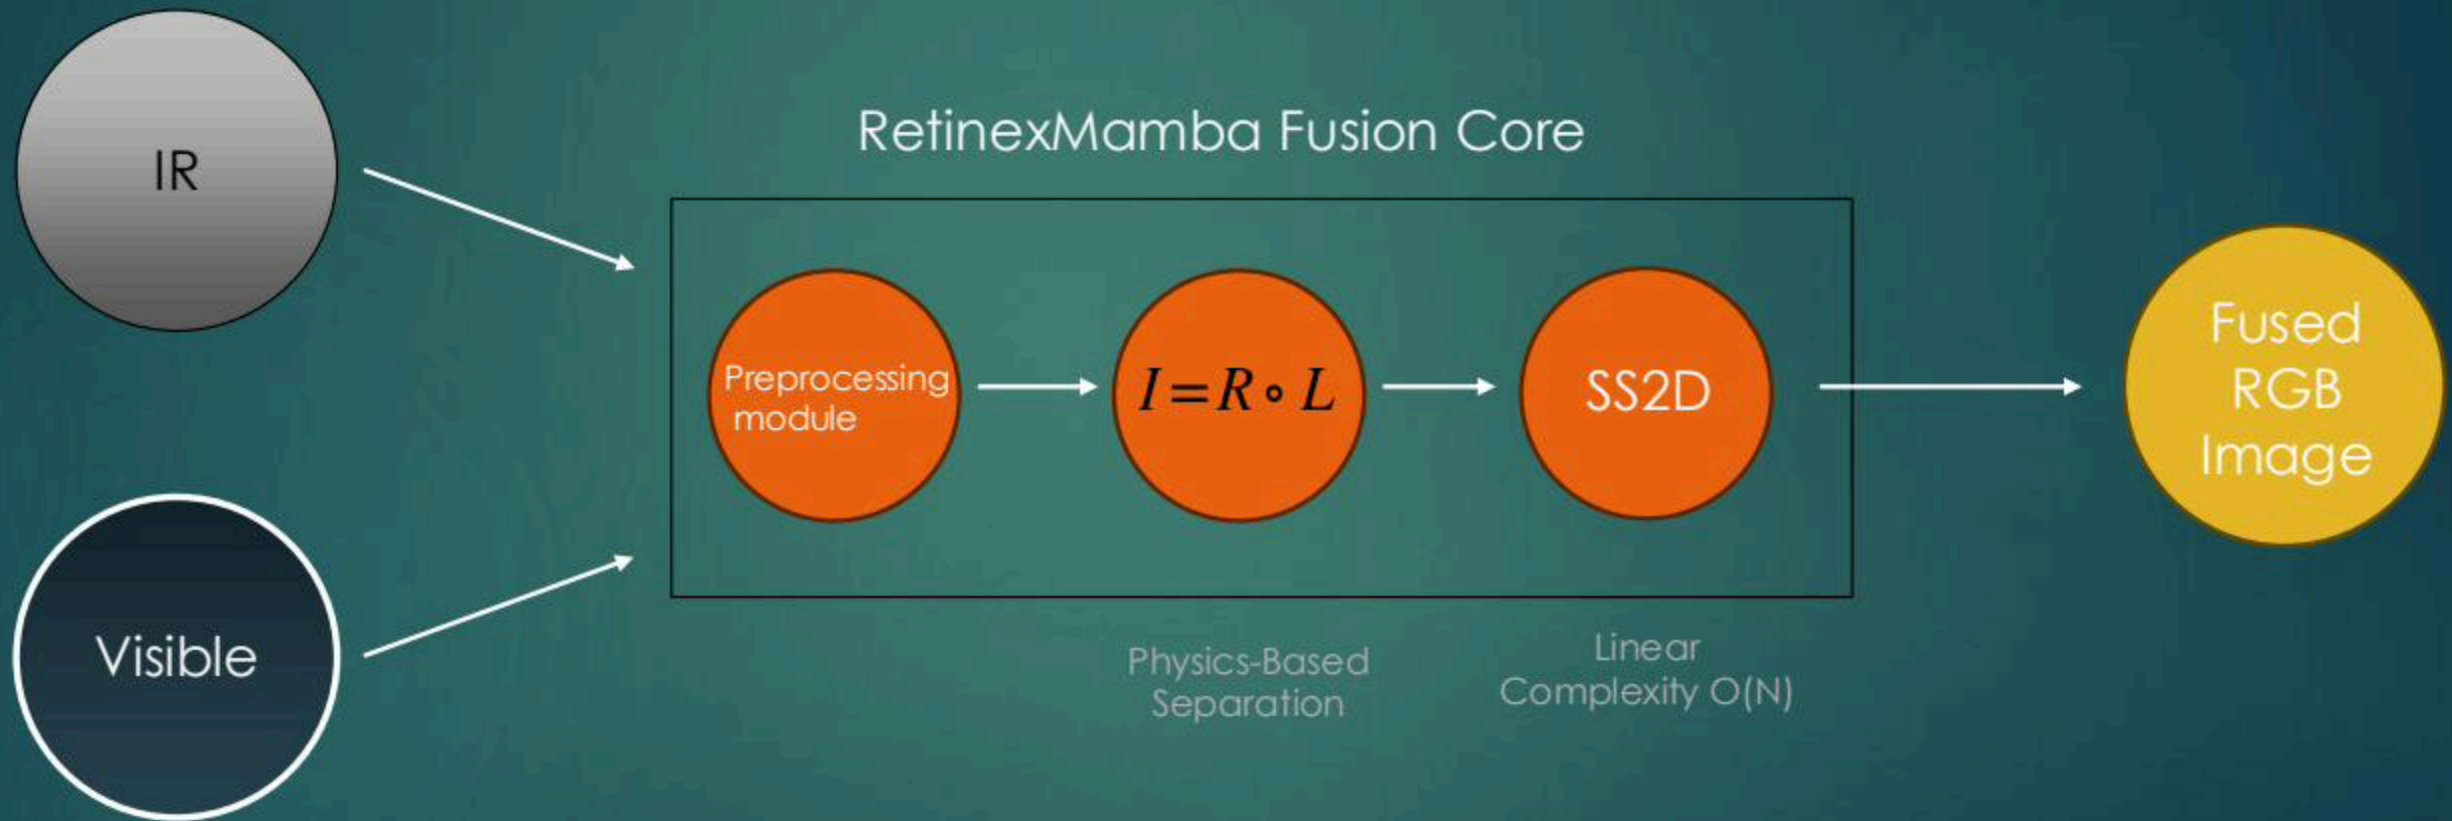 IR
Visible
RetinexMamba Fusion Core
Preprocessing
module
I=R∘L
SS2D
Physics-Based
Separation
Linear
Complexity O(N)
Fused
RGB
Image